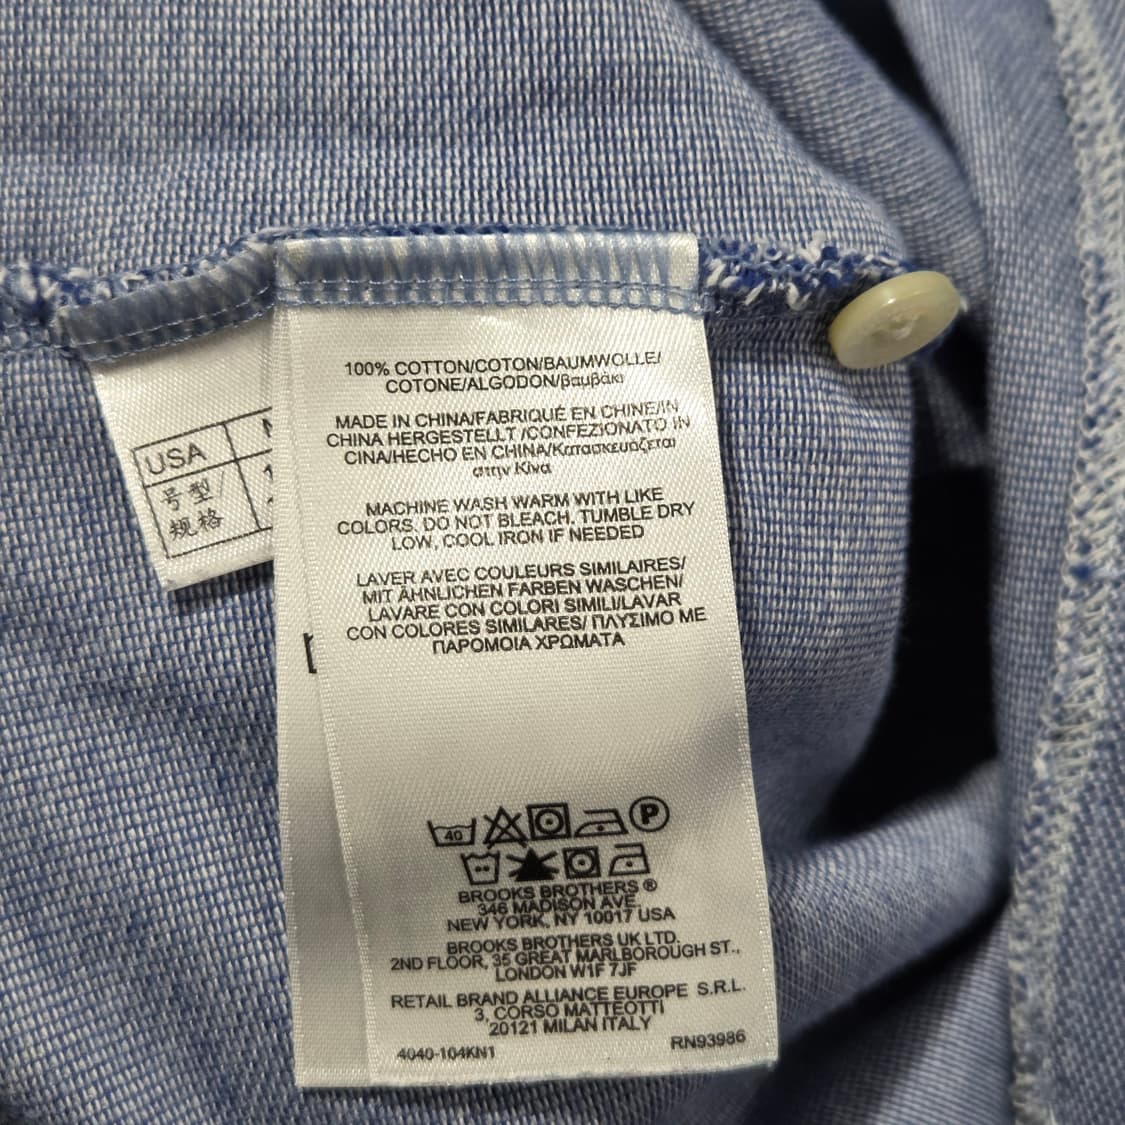 100% COTTON/COTON/BAUMWOLLE/
COTONE/ALGODON/βαμβάκι
MADE IN CHINA/FABRIQUÉ EN CHINE/IN
CHINA HERGESTELLT /CONFEZIONATO IN
CINA/HECHO EN CHINA/Κατασκευάζεται
στην Κίνα
MACHINE WASH WARM WITH LIKE
COLORS. DO NOT BLEACH. TUMBLE DRY
LOW, COOL IRON IF NEEDED
LAVER AVEC COULEURS SIMILAIRES/
MIT ÄHNLICHEN FARBEN WASCHEN/
LAVARE CON COLORI SIMILI/LAVAR
CON COLORES SIMILARES/ ΠΛΥΣΙΜΟ ΜΕ
ΠΑΡΟΜΟΙΑ ΧΡΩΜΑΤΑ
40
P
BROOKS BROTHERS ®
346 MADISON AVE.
NEW YORK, NY 10017 USA
BROOKS BROTHERS UK LTD.
2ND FLOOR, 35 GREAT MARLBOROUGH ST.,
LONDON W1F 7JF
RETAIL BRAND ALLIANCE EUROPE S.R.L.
3, CORSO MATTEOTTI
20121 MILAN ITALY
4040-104KN1 RN93986
USA
号型/
规格